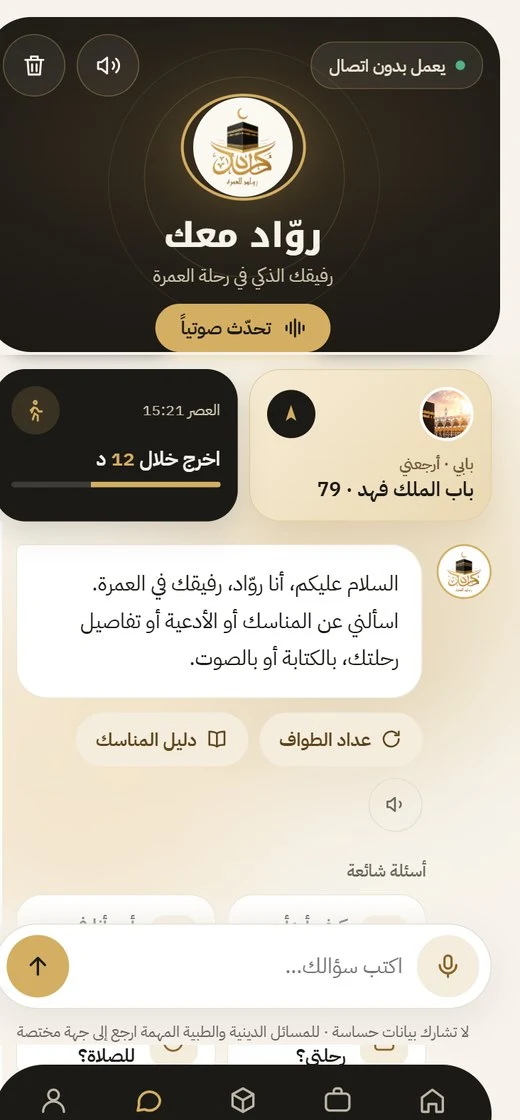 يعمل بدون اتصال
روّاد معك
رفيقك الذكي في رحلة العمرة
تحدّث صوتياً
بابي · أرجعني
باب الملك فهد · 79
العصر 15:21
اخرج خلال 12 د
السلام عليكم، أنا روّاد، رفيقك في العمرة.
اسألني عن المناسك أو الأدعية أو تفاصيل
رحلتك، بالكتابة أو بالصوت.
عداد الطواف
دليل المناسك
أسئلة شائعة
اكتب سؤالك...
لا تشارك بيانات حساسة · للمسائل الدينية والطبية المهمة ارجع إلى جهة مختصة
رحلتي؟
للصلاة؟